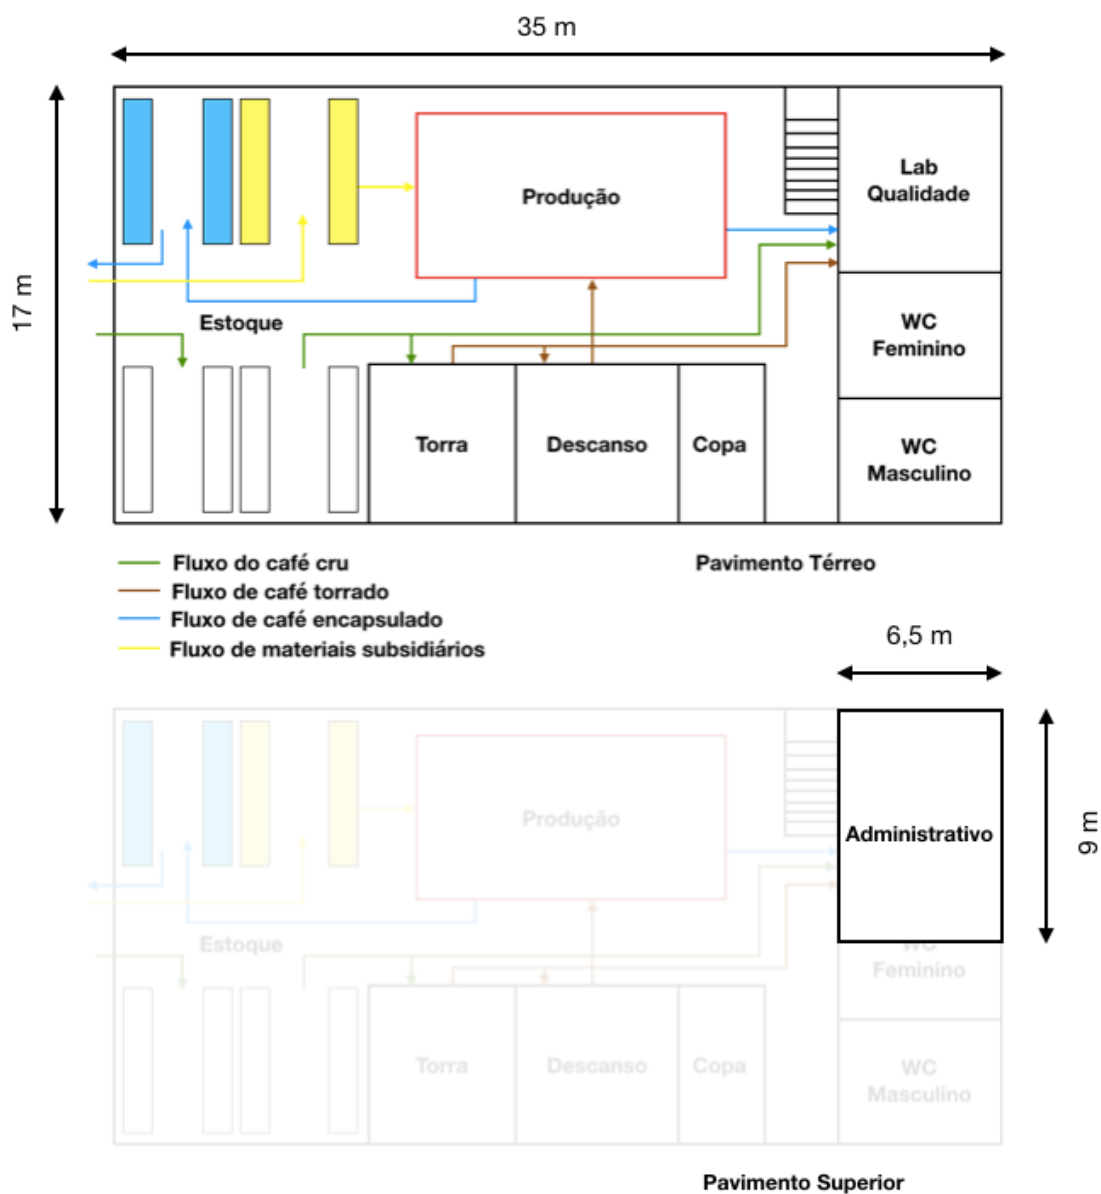 35 m
17 m
Produção
Lab
Qualidade
Estoque
WC
Feminino
Torra
Descanso
Copa
WC
Masculino
Fluxo do café cru
Fluxo de café torrado
Fluxo de café encapsulado
Fluxo de materiais subsidiários
Pavimento Térreo
6,5 m
9 m
Produção
Administrativo
Estoque
WC
Feminino
Torra
Descanso
Copa
WC
Masculino
Pavimento Superior